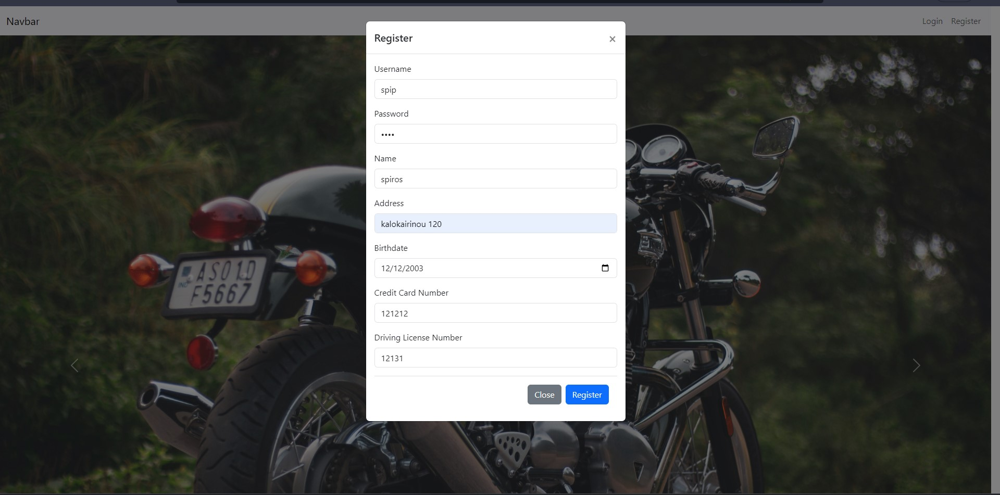 Navbar
Login Register
Register
Username
spip
Password
••••
Name
spiros
Address
kalokairinou 120
Birthdate
12/12/2003
Credit Card Number
121212
Driving License Number
12131
Close Register
AS01D
IND F5667